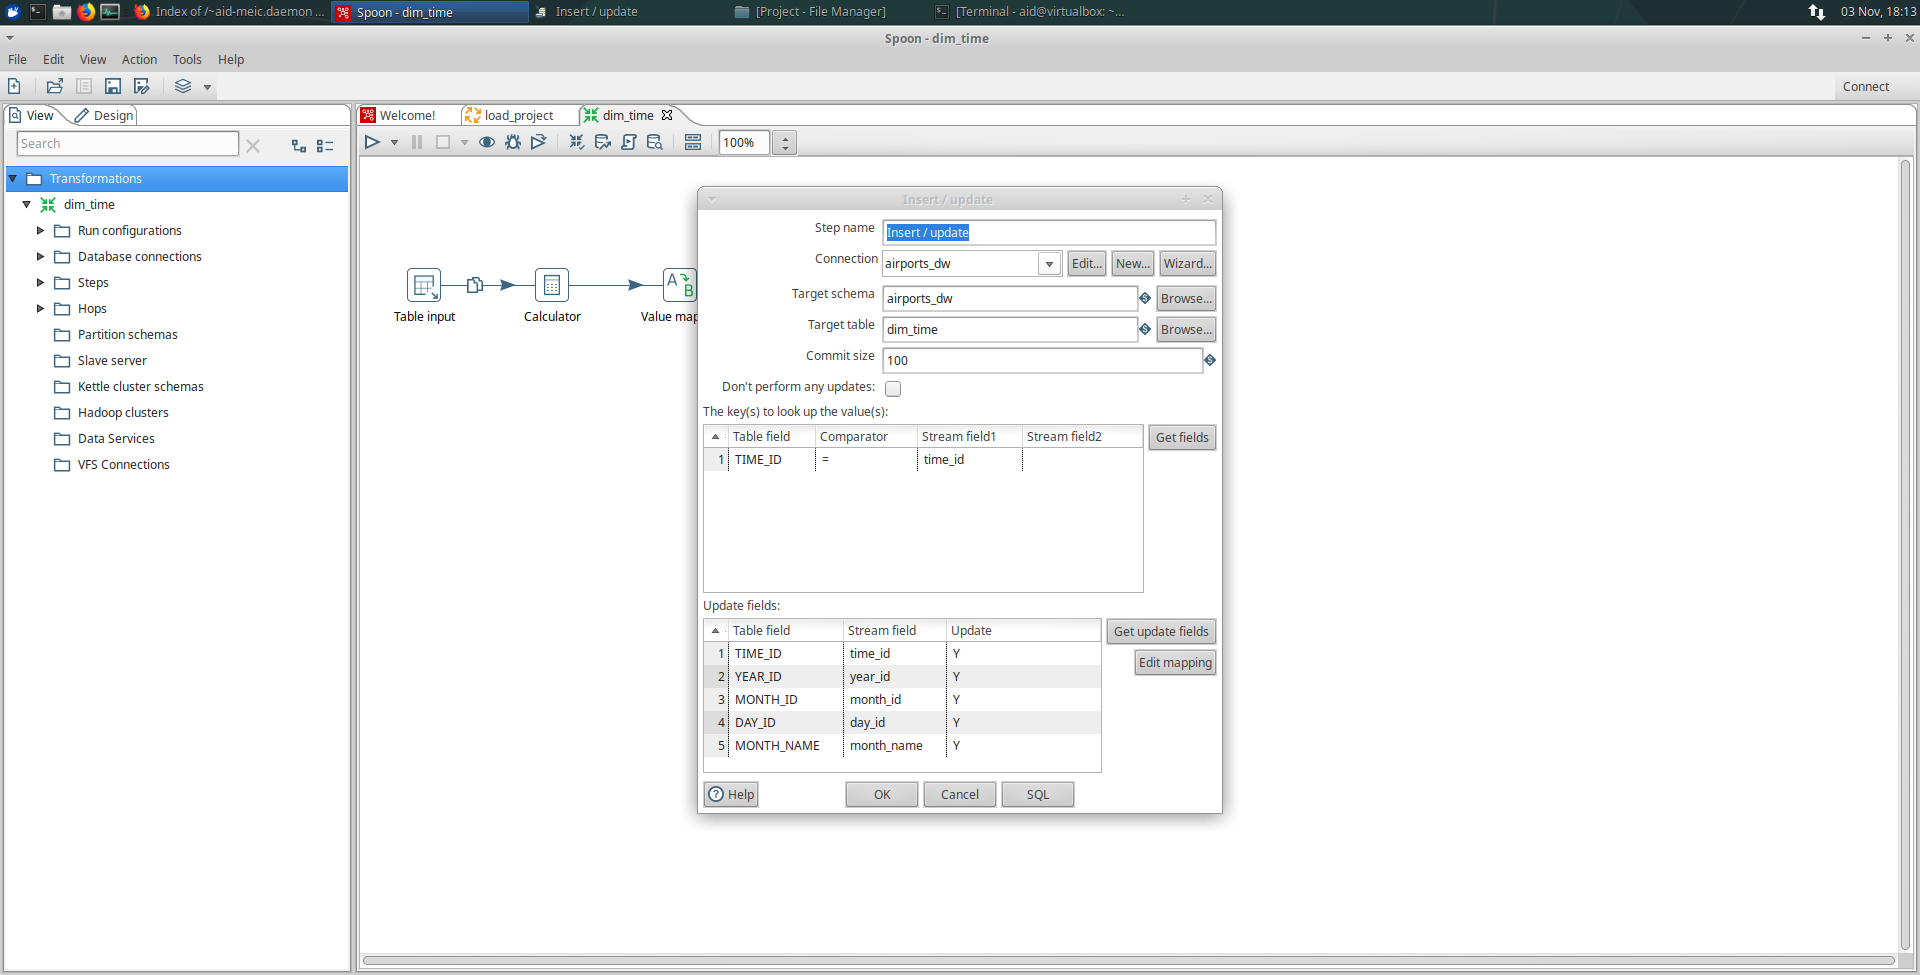 Index of /~aid-meic.daemon ...
Spoon - dim_time
Insert / update
[Project - File Manager]
[Terminal - aid@virtualbox: ~...
03 Nov, 18:13
Spoon - dim_time
File Edit View Action Tools Help
Connect
View Design
Welcome! load_project dim_time
Search
100%
Transformations
dim_time
Run configurations
Database connections
Steps
Hops
Partition schemas
Slave server
Kettle cluster schemas
Hadoop clusters
Data Services
VFS Connections
Table input
Calculator
A B
Value map
Insert / update
Step name Insert / update
Connection airports_dw Edit... New... Wizard...
Target schema airports_dw Browse...
Target table dim_time Browse...
Commit size 100
Don't perform any updates:
The key(s) to look up the value(s):
Table field Comparator Stream field1 Stream field2 Get fields
1 TIME_ID = time_id
Update fields:
Table field Stream field Update Get update fields
1 TIME_ID time_id Y
Edit mapping
2 YEAR_ID year_id Y
3 MONTH_ID month_id Y
4 DAY_ID day_id Y
5 MONTH_NAME month_name Y
Help OK Cancel SQL